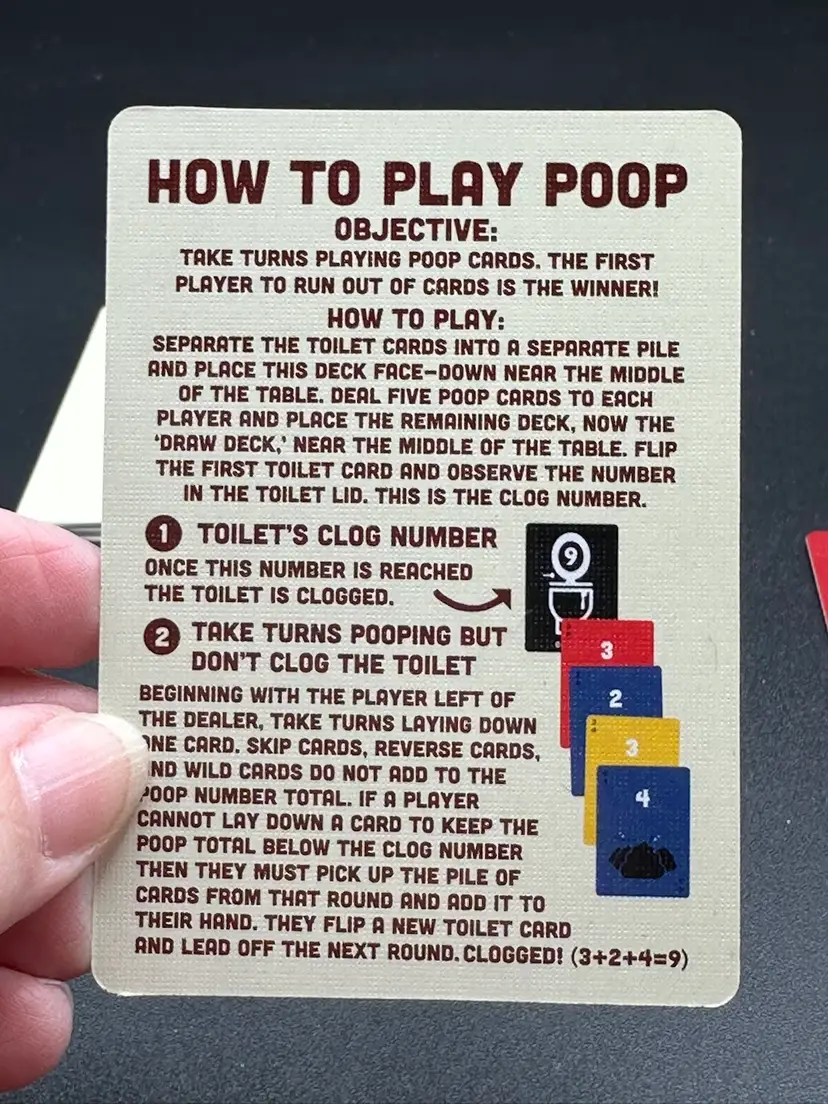 HOW TO PLAY POOP
OBJECTIVE:
TAKE TURNS PLAYING POOP CARDS. THE FIRST
PLAYER TO RUN OUT OF CARDS IS THE WINNER!
HOW TO PLAY:
SEPARATE THE TOILET CARDS INTO A SEPARATE PILE
AND PLACE THIS DECK FACE-DOWN NEAR THE MIDDLE
OF THE TABLE. DEAL FIVE POOP CARDS TO EACH
PLAYER AND PLACE THE REMAINING DECK, NOW THE
'DRAW DECK,' NEAR THE MIDDLE OF THE TABLE. FLIP
THE FIRST TOILET CARD AND OBSERVE THE NUMBER
IN THE TOILET LID. THIS IS THE CLOG NUMBER.
1 TOILET'S CLOG NUMBER
ONCE THIS NUMBER IS REACHED
THE TOILET IS CLOGGED.
9
2 TAKE TURNS POOPING BUT
DON'T CLOG THE TOILET
3
2
3
4
BEGINNING WITH THE PLAYER LEFT OF
THE DEALER, TAKE TURNS LAYING DOWN
ONE CARD. SKIP CARDS, REVERSE CARDS,
AND WILD CARDS DO NOT ADD TO THE
POOP NUMBER TOTAL. IF A PLAYER
CANNOT LAY DOWN A CARD TO KEEP THE
POOP TOTAL BELOW THE CLOG NUMBER
THEN THEY MUST PICK UP THE PILE OF
CARDS FROM THAT ROUND AND ADD IT TO
THEIR HAND. THEY FLIP A NEW TOILET CARD
AND LEAD OFF THE NEXT ROUND. CLOGGED! (3+2+4=9)